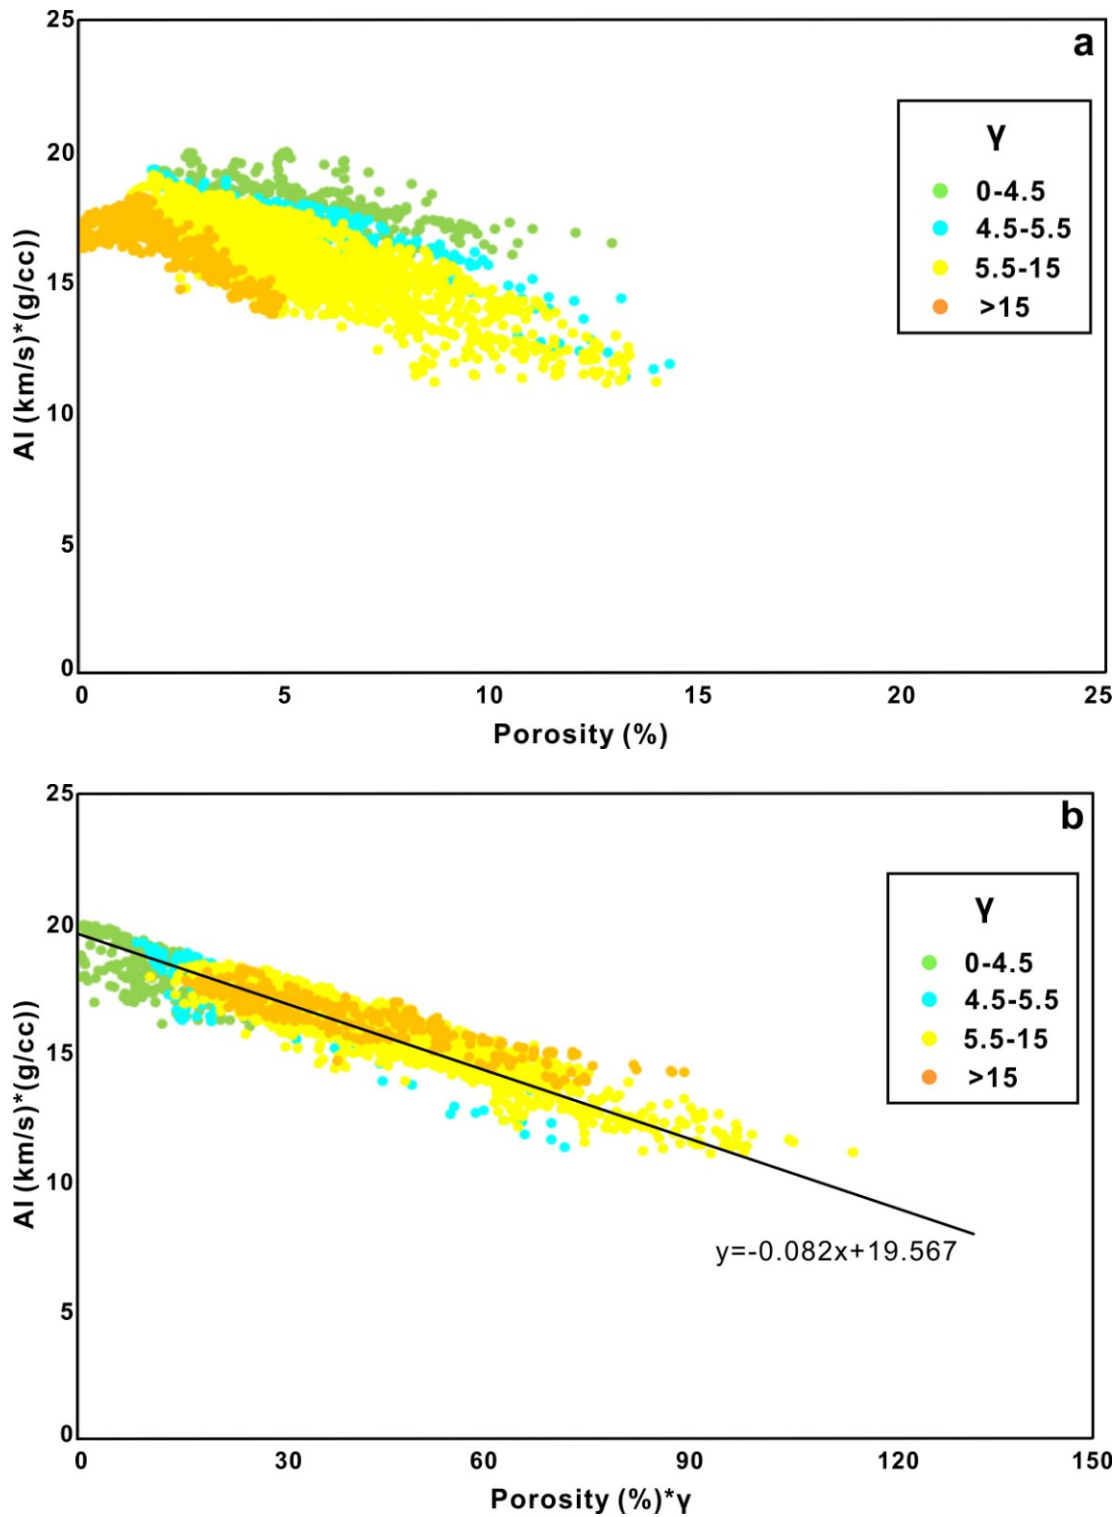 a
25
20
15
10
5
0
AI (km/s)*(g/cc))
γ
0-4.5
4.5-5.5
5.5-15
>15
0 5 10 15 20 25
Porosity (%)
b
25
20
15
10
5
0
AI (km/s)*(g/cc))
γ
0-4.5
4.5-5.5
5.5-15
>15
y=-0.082x+19.567
0 30 60 90 120 150
Porosity (%)*γ